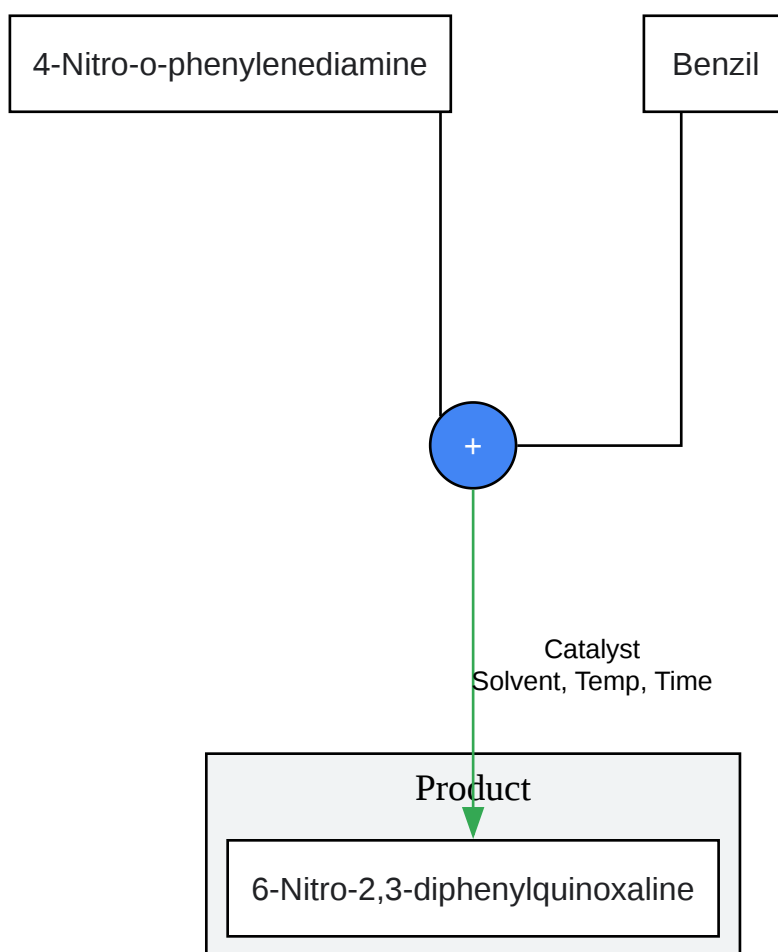 4-Nitro-o-phenylenediamine
Benzil
+
Catalyst
Solvent, Temp, Time
Product
6-Nitro-2,3-diphenylquinoxaline